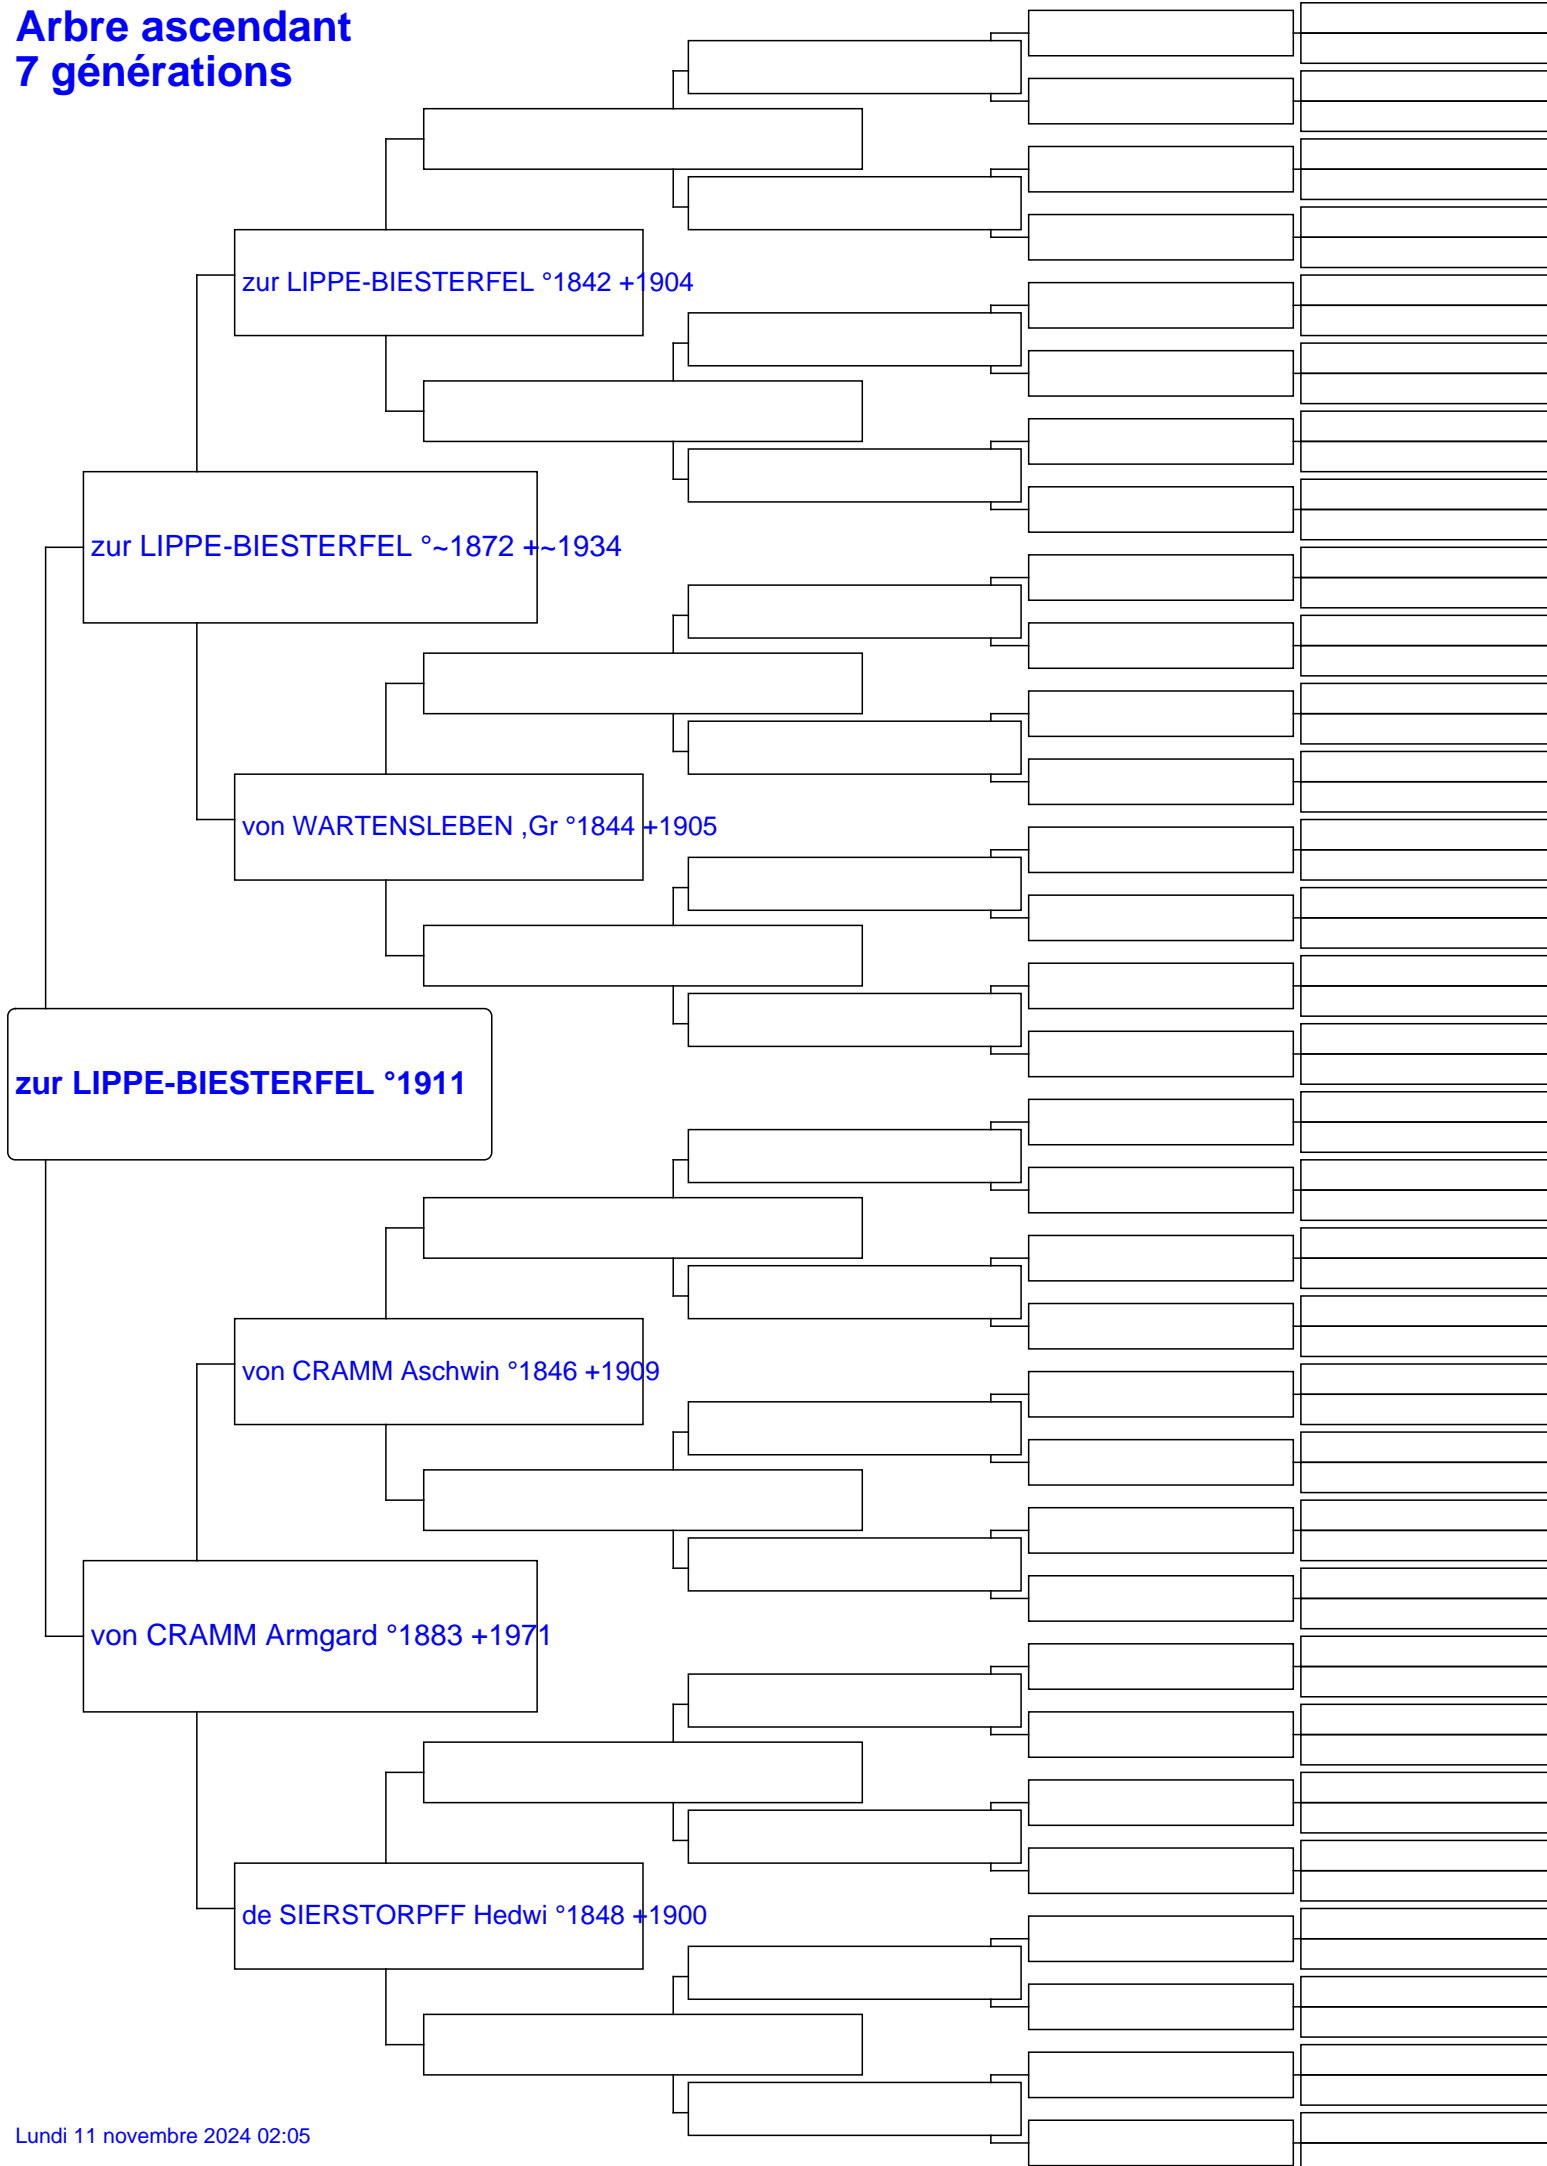 Arbre ascendant
7 générations
zur LIPPE-BIESTERFEL °1842 +1904
zur LIPPE-BIESTERFEL °~1872 +~1934
von WARTENSLEBEN ,Gr °1844 +1905
zur LIPPE-BIESTERFEL °1911
von CRAMM Aschwin °1846 +1909
von CRAMM Armgard °1883 +1971
de SIERSTORPFF Hedwi °1848 +1900
Lundi 11 novembre 2024 02:05